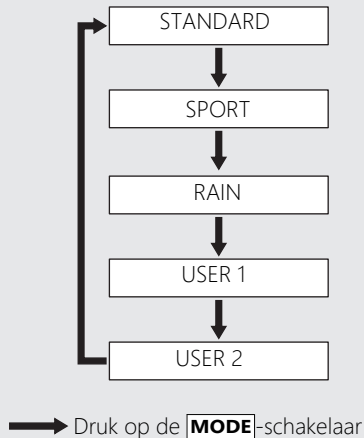 STANDARD
SPORT
RAIN
USER 1
USER 2
Druk op de MODE-schakelaar